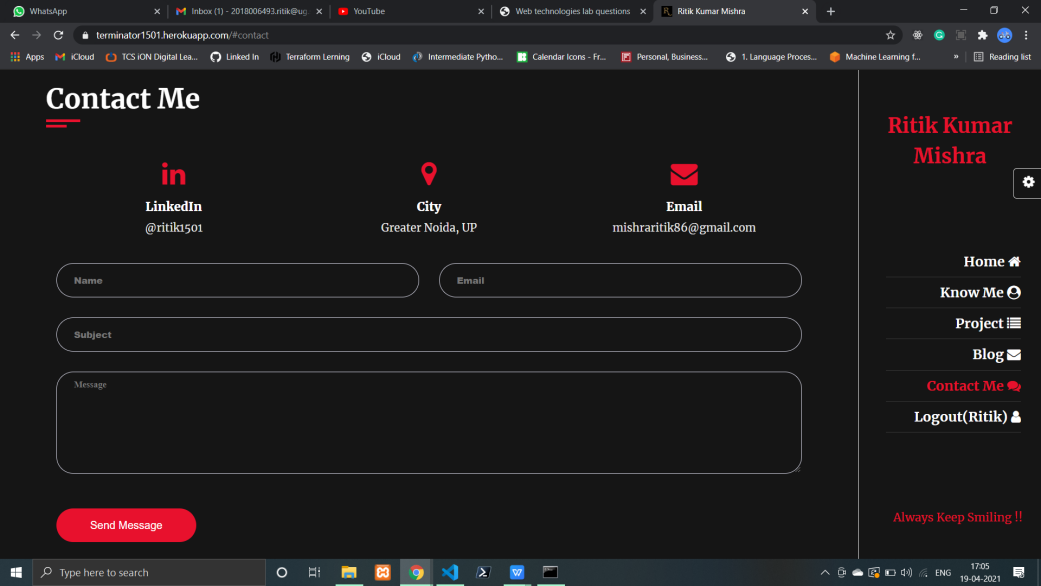 WhatsApp
Inbox (1) - 2018006493.ritik@ug.
YouTube
Web technologies lab questions
Ritik Kumar Mishra
terminator1501.herokuapp.com/#contact
Apps
iCloud
TCS iON Digital Lea...
Linked In
Terraform Lerning
iCloud
Intermediate Pytho...
Calendar Icons - Fr...
Personal, Business...
1. Language Proces...
Machine Learning f...
»
Reading list
Contact Me
LinkedIn
@ritik1501
City
Greater Noida, UP
Email
mishraritik86@gmail.com
Name
Email
Subject
Message
Send Message
Ritik Kumar
Mishra
Home
Know Me
Project
Blog
Contact Me
Logout(Ritik)
Always Keep Smiling !!
Type here to search
ENG
17:05
19-04-2021